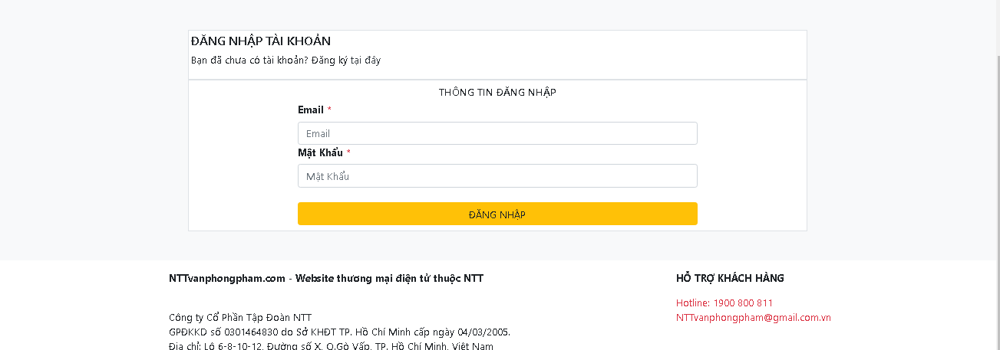 ĐĂNG NHẬP TÀI KHOẢN
Bạn đã chưa có tài khoản? Đăng ký tại đây
THÔNG TIN ĐĂNG NHẬP
Email *
Email
Mật Khẩu *
Mật Khẩu
ĐĂNG NHẬP
NTTvanphongpham.com - Website thương mại điện tử thuộc NTT
Công ty Cổ Phần Tập Đoàn NTT
GPĐKKD số 0301464830 do Sở KHĐT TP. Hồ Chí Minh cấp ngày 04/03/2005.
Địa chỉ: Lô 6-8-10-12, Đường số X, Q.Gò Vấp, TP. Hồ Chí Minh, Việt Nam
HỖ TRỢ KHÁCH HÀNG
Hotline: 1900 800 811
NTTvanphongpham@gmail.com.vn